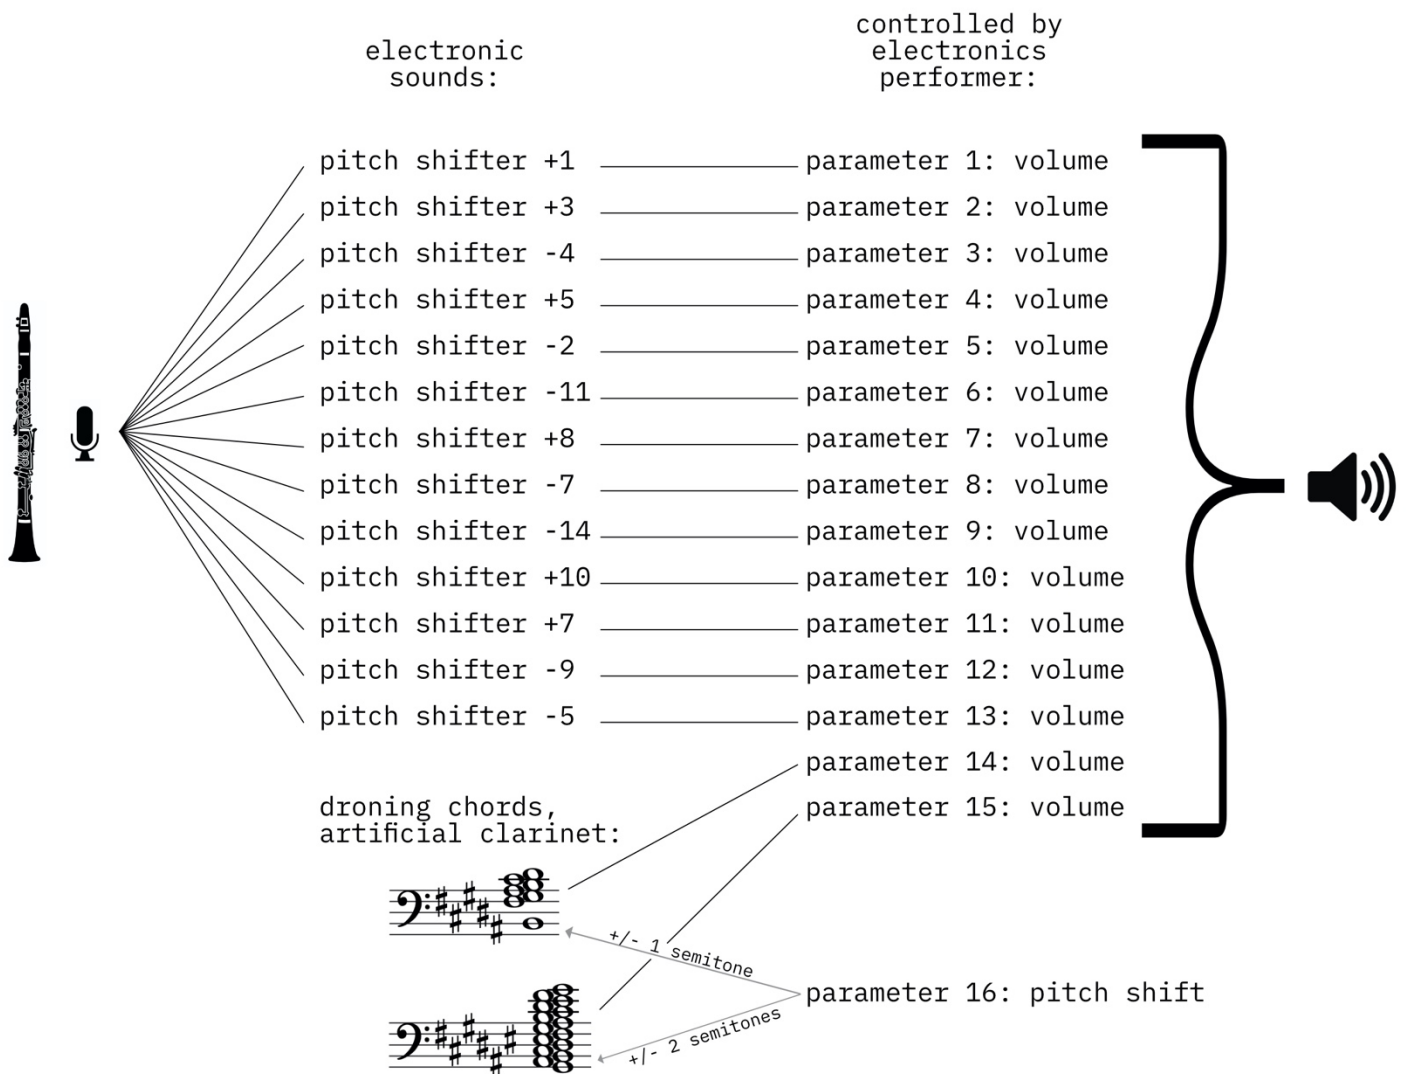 electronic
sounds:
controlled by
electronics
performer:
pitch shifter +1
parameter 1: volume
pitch shifter +3
parameter 2: volume
pitch shifter -4
parameter 3: volume
pitch shifter +5
parameter 4: volume
pitch shifter -2
parameter 5: volume
pitch shifter -11
parameter 6: volume
pitch shifter +8
parameter 7: volume
pitch shifter -7
parameter 8: volume
pitch shifter -14
parameter 9: volume
pitch shifter +10
parameter 10: volume
pitch shifter +7
parameter 11: volume
pitch shifter -9
parameter 12: volume
pitch shifter -5
parameter 13: volume
parameter 14: volume
parameter 15: volume
droning chords,
artificial clarinet:
+/- 1 semitone
parameter 16: pitch shift
+/- 2 semitones